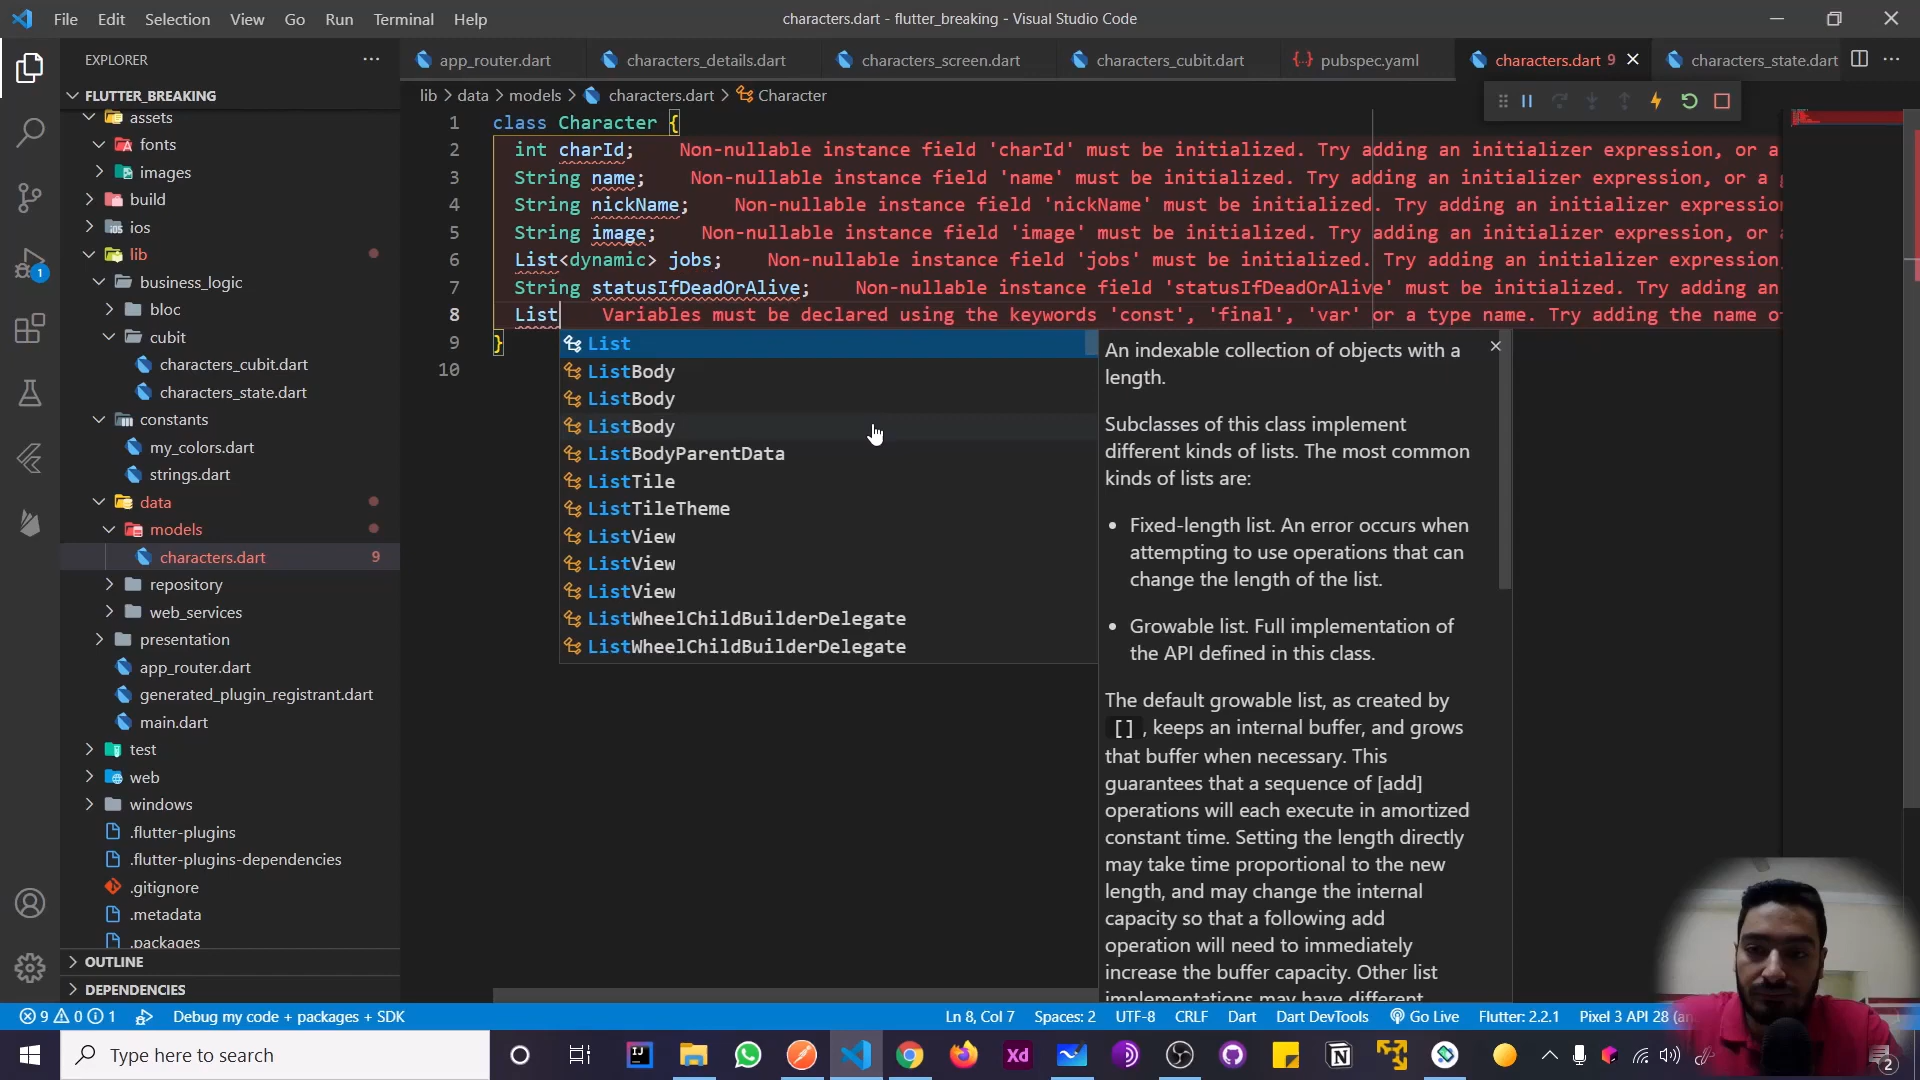 File Edit Selection View Go Run Terminal Help
characters.dart - flutter_breaking - Visual Studio Code
EXPLORER
FLUTTER_BREAKING
assets
fonts
images
build
ios
lib
business_logic
bloc
cubit
characters_cubit.dart
characters_state.dart
constants
my_colors.dart
strings.dart
data
models
characters.dart 9
repository
web_services
presentation
app_router.dart
generated_plugin_registrant.dart
main.dart
test
web
windows
.flutter-plugins
.flutter-plugins-dependencies
.gitignore
.metadata
.packages
OUTLINE
DEPENDENCIES
1
app_router.dart characters_details.dart characters_screen.dart characters_cubit.dart pubspec.yaml characters.dart 9 characters_state.dart
lib > data > models > characters.dart > Character
1 class Character {
2 int charId; Non-nullable instance field 'charId' must be initialized. Try adding an initializer expression, or a
3 String name; Non-nullable instance field 'name' must be initialized. Try adding an initializer expression, or a g
4 String nickName; Non-nullable instance field 'nickName' must be initialized. Try adding an initializer expression
5 String image; Non-nullable instance field 'image' must be initialized. Try adding an initializer expression, or a
6 List<dynamic> jobs; Non-nullable instance field 'jobs' must be initialized. Try adding an initializer expression,
7 String statusIfDeadOrAlive; Non-nullable instance field 'statusIfDeadOrAlive' must be initialized. Try adding an
8 List Variables must be declared using the keywords 'const', 'final', 'var' or a type name. Try adding the name o
9 }
10
List
ListBody
ListBody
ListBody
ListBodyParentData
ListTile
ListTileTheme
ListView
ListView
ListView
ListWheelChildBuilderDelegate
ListWheelChildBuilderDelegate
An indexable collection of objects with a
length.
Subclasses of this class implement
different kinds of lists. The most common
kinds of lists are:
• Fixed-length list. An error occurs when
attempting to use operations that can
change the length of the list.
• Growable list. Full implementation of
the API defined in this class.
The default growable list, as created by
[], keeps an internal buffer, and grows
that buffer when necessary. This
guarantees that a sequence of [add]
operations will each execute in amortized
constant time. Setting the length directly
may take time proportional to the new
length, and may change the internal
capacity so that a following add
operation will need to immediately
increase the buffer capacity. Other list
implementations may have different
9 0 1 Debug my code + packages + SDK Ln 8, Col 7 Spaces: 2 UTF-8 CRLF Dart Dart DevTools Go Live Flutter: 2.2.1 Pixel 3 API 28 (an
Type here to search
2